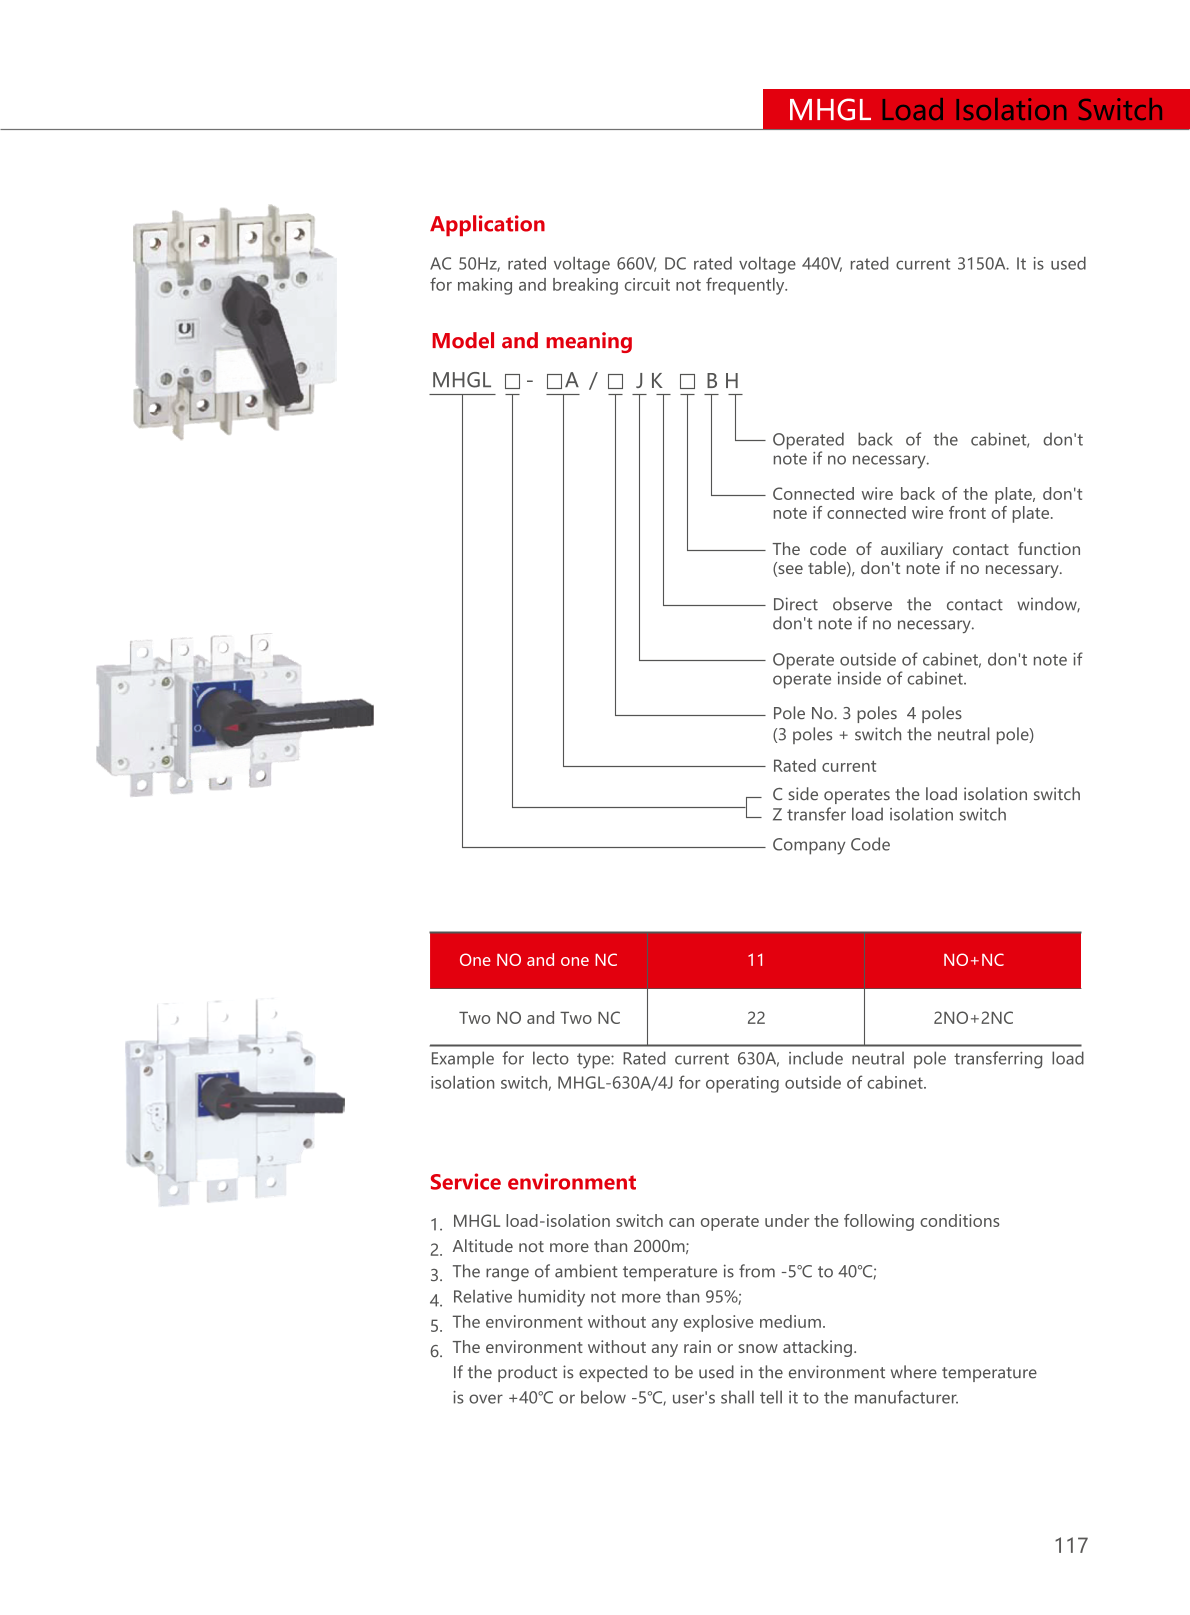 MHGL Load Isolation Switch
Application
AC 50Hz, rated voltage 660V, DC rated voltage 440V, rated current 3150A. It is used
for making and breaking circuit not frequently.
Model and meaning
MHGL □ - □A / □ J K □ B H
Operated back of the cabinet, don't
note if no necessary.
Connected wire back of the plate, don't
note if connected wire front of plate.
The code of auxiliary contact function
(see table), don't note if no necessary.
Direct observe the contact window,
don't note if no necessary.
Operate outside of cabinet, don't note if
operate inside of cabinet.
Pole No. 3 poles 4 poles
(3 poles + switch the neutral pole)
Rated current
C side operates the load isolation switch
Z transfer load isolation switch
Company Code
One NO and one NC 11 NO+NC
Two NO and Two NC 22 2NO+2NC
Example for lecto type: Rated current 630A, include neutral pole transferring load
isolation switch, MHGL-630A/4J for operating outside of cabinet.
Service environment
1. MHGL load-isolation switch can operate under the following conditions
2. Altitude not more than 2000m;
3. The range of ambient temperature is from -5℃ to 40℃;
4. Relative humidity not more than 95%;
5. The environment without any explosive medium.
6. The environment without any rain or snow attacking.
If the product is expected to be used in the environment where temperature
is over +40℃ or below -5℃, user's shall tell it to the manufacturer.
117